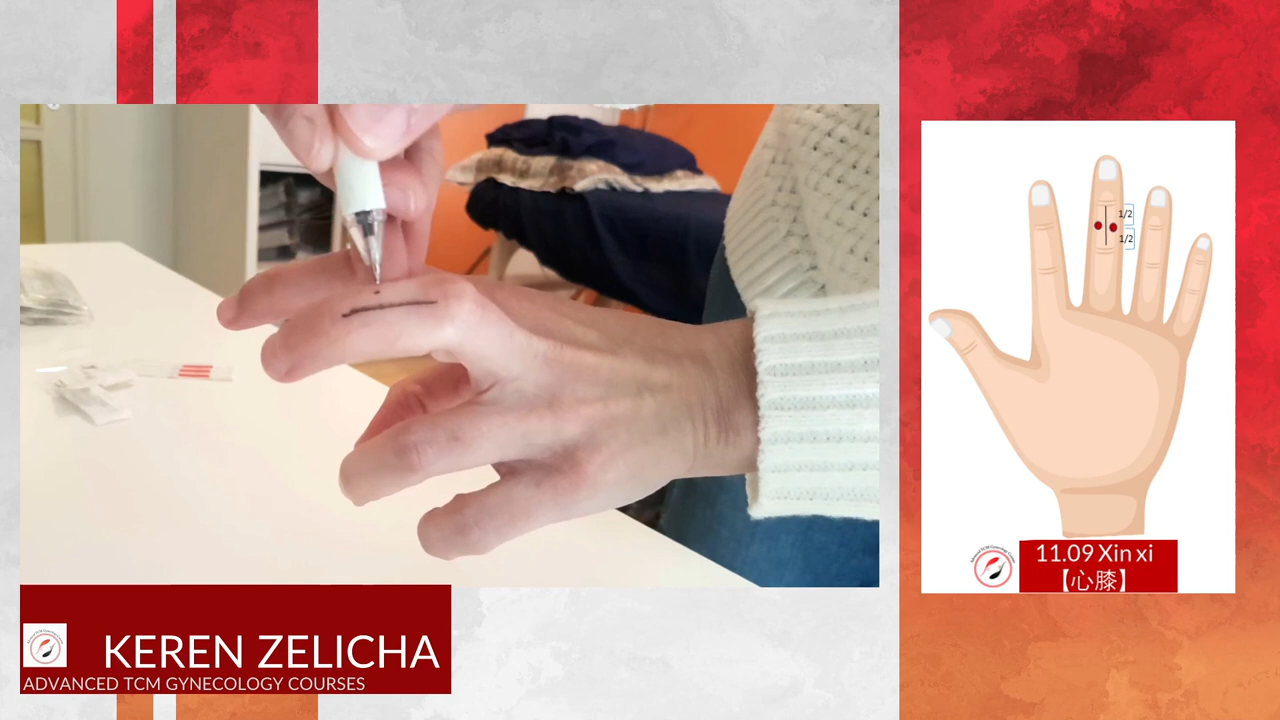 1/2
1/2
11.09 Xin xi
【心膝】
KEREN ZELICHA
ADVANCED TCM GYNECOLOGY COURSES